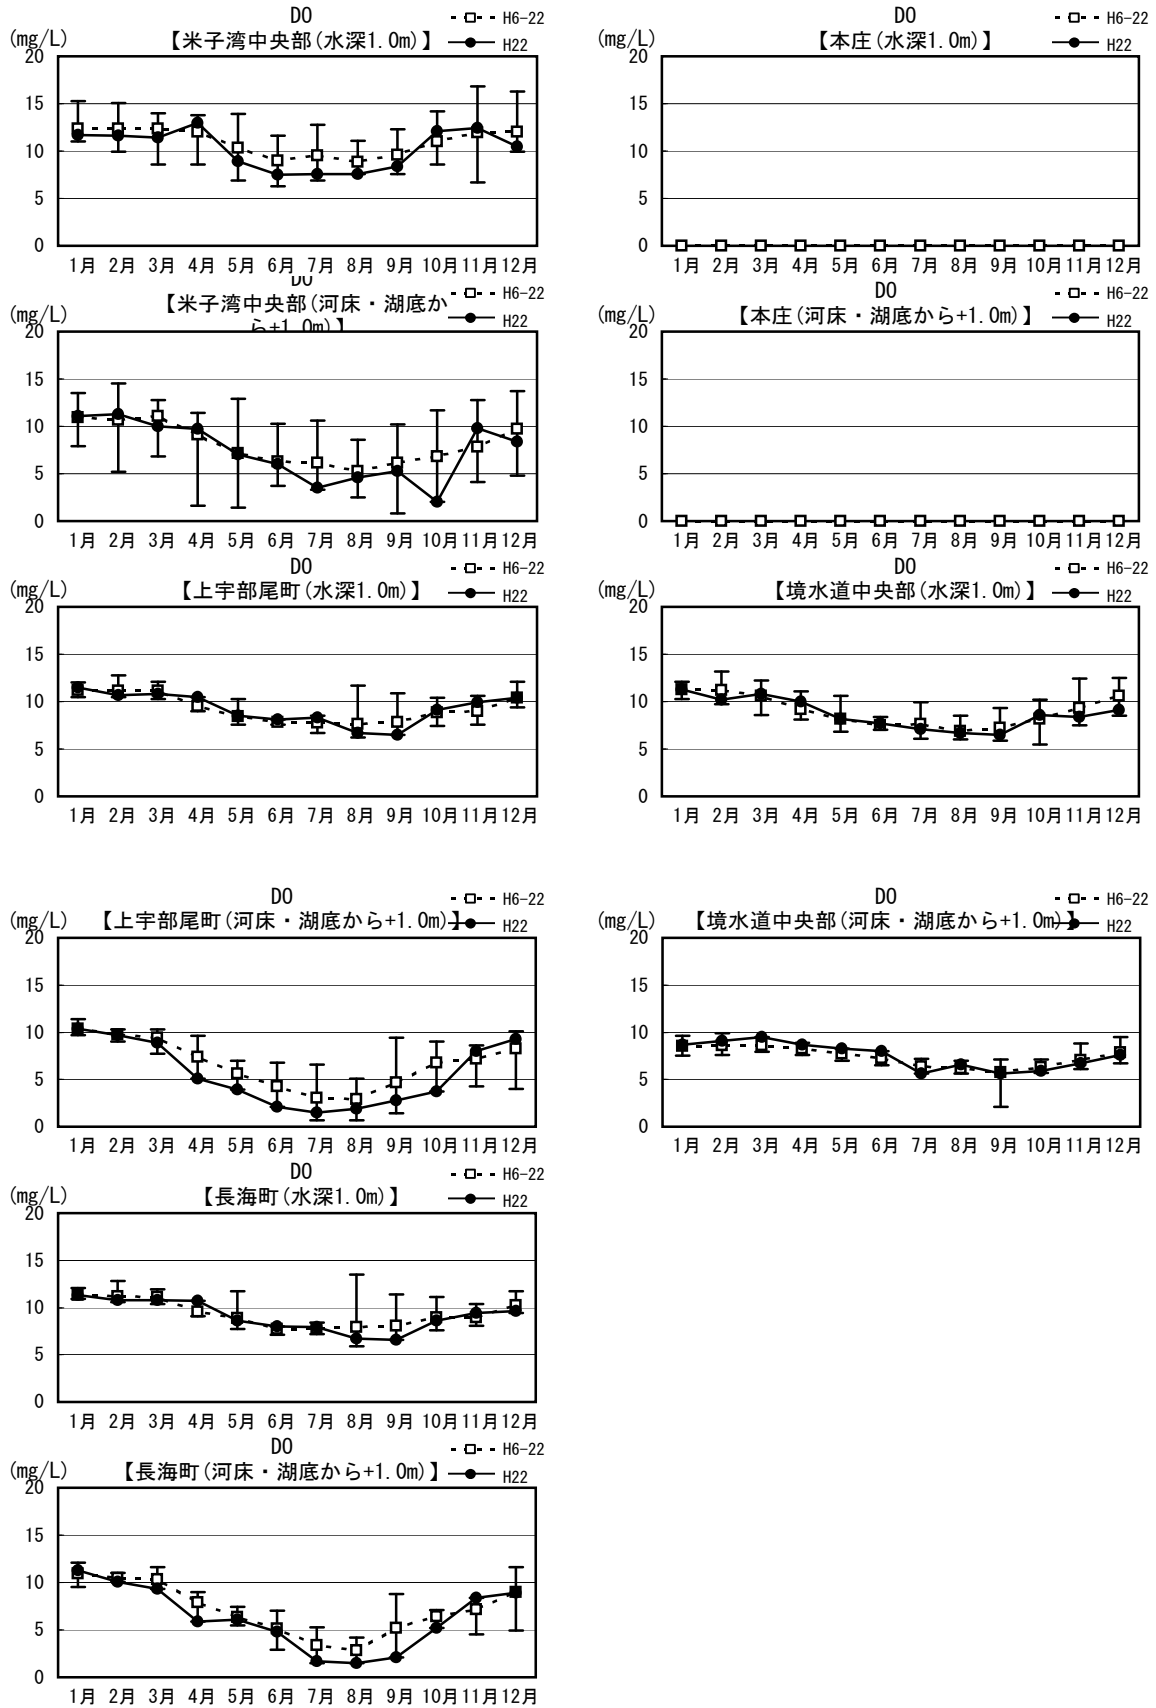 DO
【米子湾中央部(水深1.0m)】
(mg/L)
H6-22
H22
20
15
10
5
0
1月 2月 3月 4月 5月 6月 7月 8月 9月 10月 11月 12月
DO
【本庄(水深1.0m)】
(mg/L)
H6-22
H22
20
15
10
5
0
1月 2月 3月 4月 5月 6月 7月 8月 9月 10月 11月 12月
DO
【米子湾中央部(河床・湖底か
ら+1.0m)】
(mg/L)
H6-22
H22
20
15
10
5
0
1月 2月 3月 4月 5月 6月 7月 8月 9月 10月 11月 12月
DO
【本庄(河床・湖底から+1.0m)】
(mg/L)
H6-22
H22
20
15
10
5
0
1月 2月 3月 4月 5月 6月 7月 8月 9月 10月 11月 12月
DO
【上宇部尾町(水深1.0m)】
(mg/L)
H6-22
H22
20
15
10
5
0
1月 2月 3月 4月 5月 6月 7月 8月 9月 10月 11月 12月
DO
【境水道中央部(水深1.0m)】
(mg/L)
H6-22
H22
20
15
10
5
0
1月 2月 3月 4月 5月 6月 7月 8月 9月 10月 11月 12月
DO
【上宇部尾町(河床・湖底から+1.0m)】
(mg/L)
H6-22
H22
20
15
10
5
0
1月 2月 3月 4月 5月 6月 7月 8月 9月 10月 11月 12月
DO
【境水道中央部(河床・湖底から+1.0m)】
(mg/L)
H6-22
H22
20
15
10
5
0
1月 2月 3月 4月 5月 6月 7月 8月 9月 10月 11月 12月
DO
【長海町(水深1.0m)】
(mg/L)
H6-22
H22
20
15
10
5
0
1月 2月 3月 4月 5月 6月 7月 8月 9月 10月 11月 12月
DO
【長海町(河床・湖底から+1.0m)】
(mg/L)
H6-22
H22
20
15
10
5
0
1月 2月 3月 4月 5月 6月 7月 8月 9月 10月 11月 12月